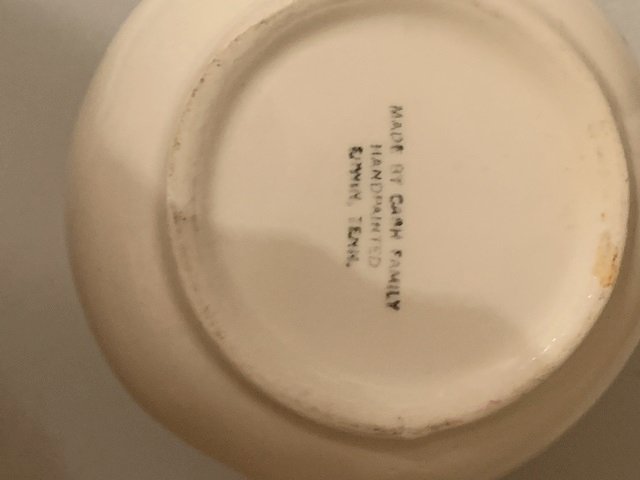 MADE BY CASH FAMILY
HANDPAINTED
ERWIN, TENN.